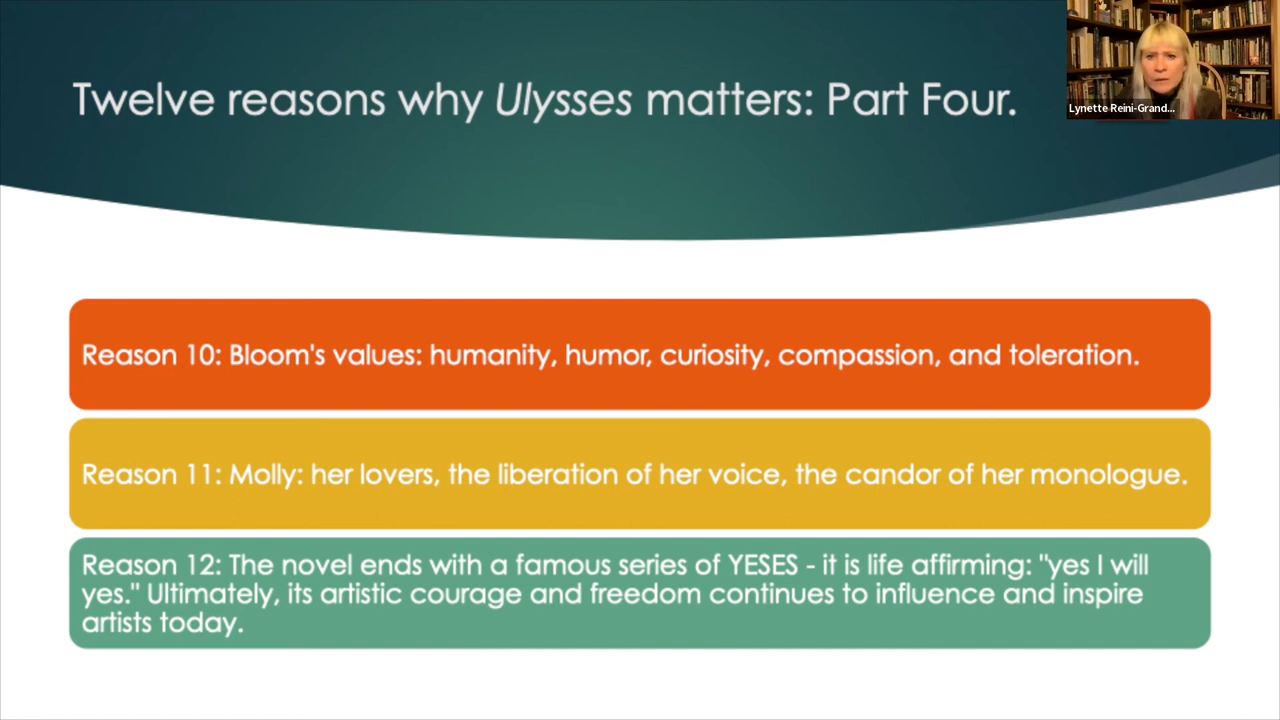 Twelve reasons why Ulysses matters: Part Four.
Lynette Reini-Grand...
Reason 10: Bloom's values: humanity, humor, curiosity, compassion, and toleration.
Reason 11: Molly: her lovers, the liberation of her voice, the candor of her monologue.
Reason 12: The novel ends with a famous series of YESES - it is life affirming: "yes I will
yes." Ultimately, its artistic courage and freedom continues to influence and inspire
artists today.